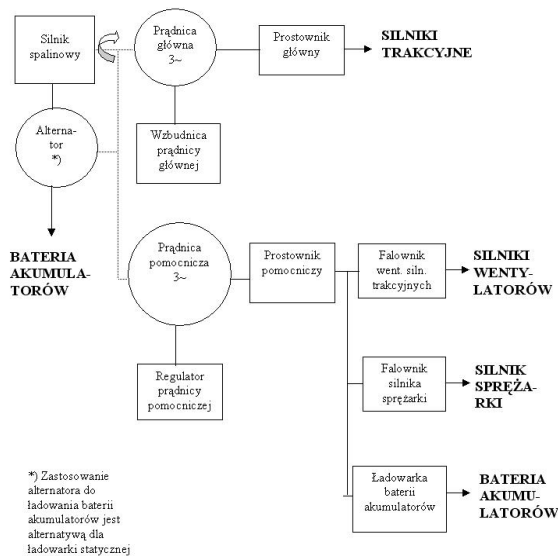 Silnik
spalinowy
Prądnica
główna
3~
Prostownik
główny
SILNIKI
TRAKCYJNE
Alterna-
tor
*)
Wzbudnica
prądnicy
głównej
BATERIA
AKUMULA-
TORÓW
Prądnica
pomocnicza
3~
Prostownik
pomocniczy
Falownik
went. siln.
trakcyjnych
SILNIKI
WENTY-
LATORÓW
Regulator
prądnicy
pomocniczej
Falownik
silnika
sprężarki
SILNIK
SPRĘŻA-
RKI
*) Zastosowanie
alternatora do
ładowania baterii
akumulatorów jest
alternatywą dla
ładowarki statycznej
Ładowarka
baterii
akumulatorów
BATERIA
AKUMU-
LATORÓW